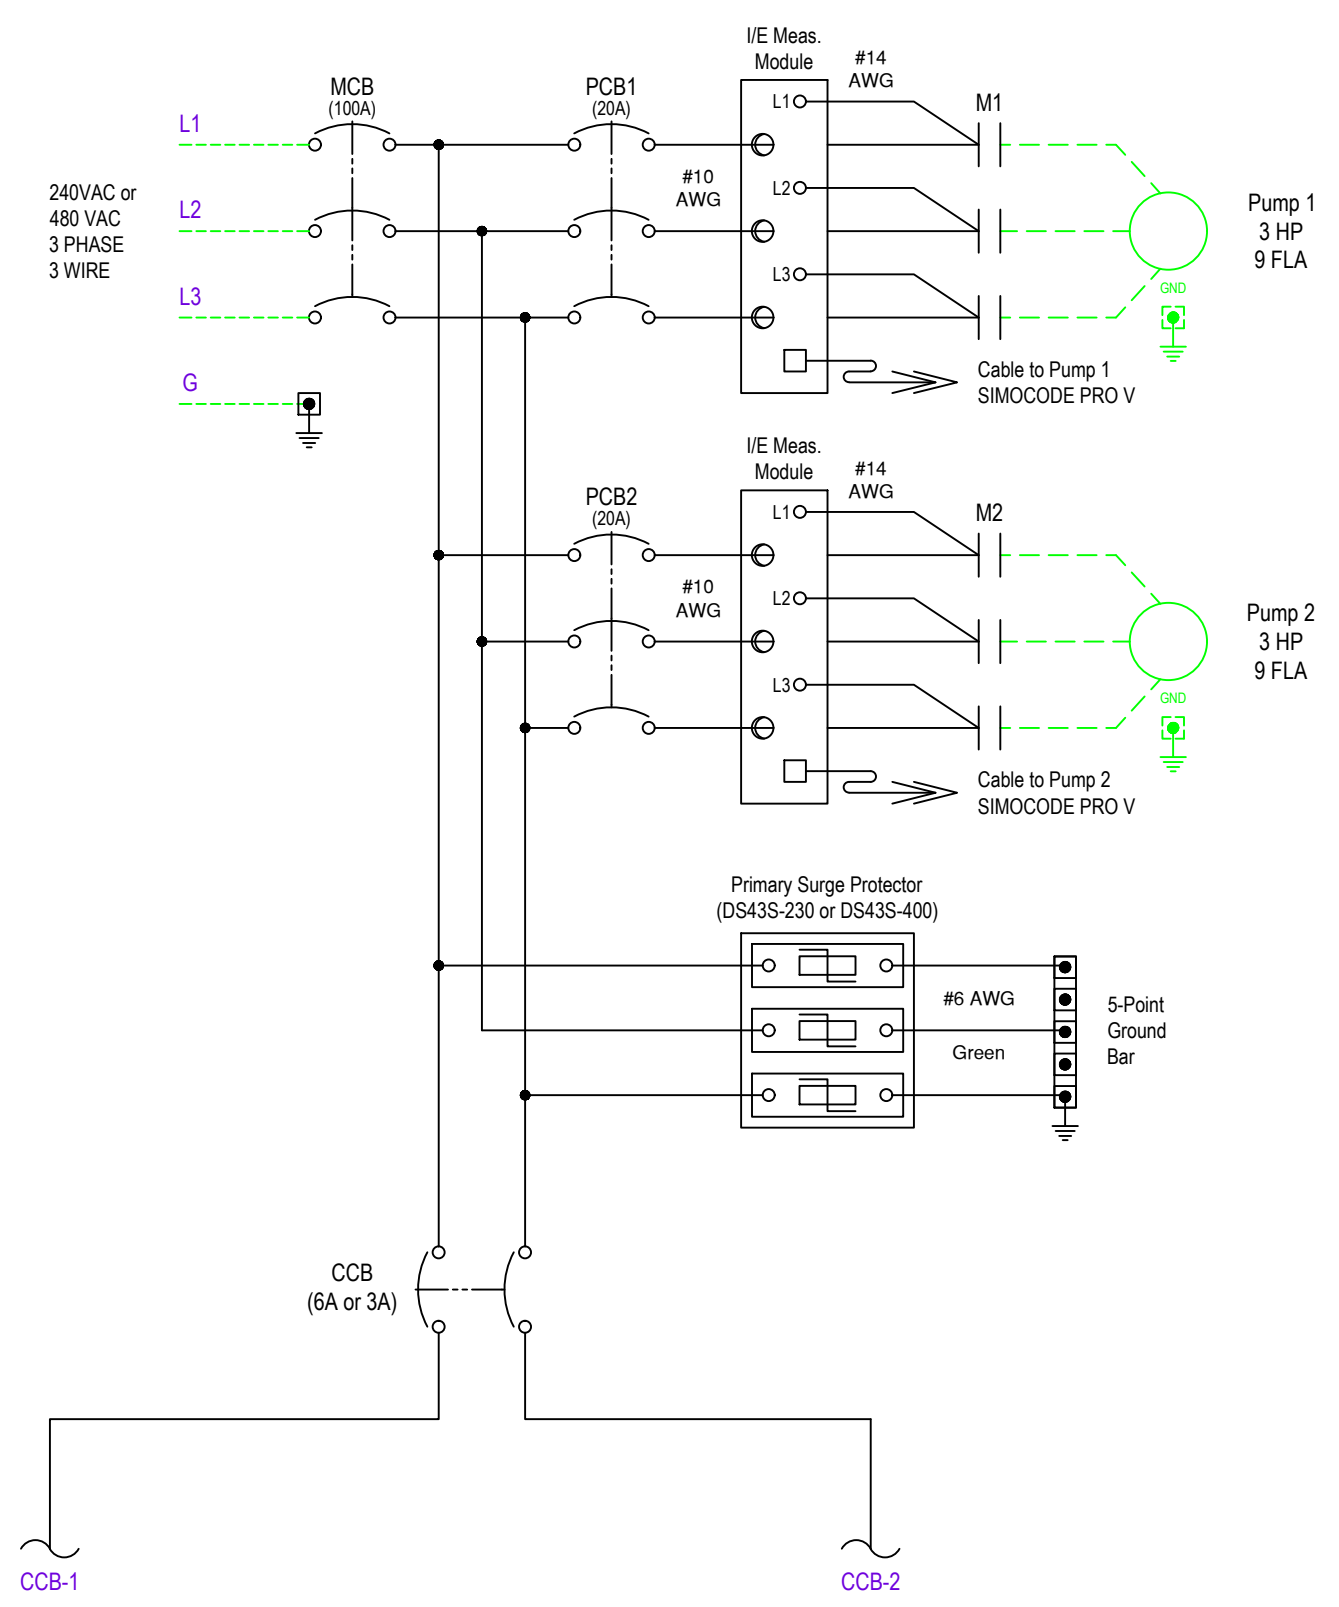 I/E Meas.
Module
#14
AWG
MCB
(100A)
PCB1
(20A)
M1
L1
L1
240VAC or
480 VAC
3 PHASE
3 WIRE
#10
AWG
L2
L2
Pump 1
3 HP
9 FLA
L3
L3
GND
G
Cable to Pump 1
SIMOCODE PRO V
I/E Meas.
Module
#14
AWG
PCB2
(20A)
M2
L1
#10
AWG
L2
Pump 2
3 HP
9 FLA
L3
GND
Cable to Pump 2
SIMOCODE PRO V
Primary Surge Protector
(DS43S-230 or DS43S-400)
#6 AWG
Green
5-Point
Ground
Bar
CCB
(6A or 3A)
CCB-1
CCB-2